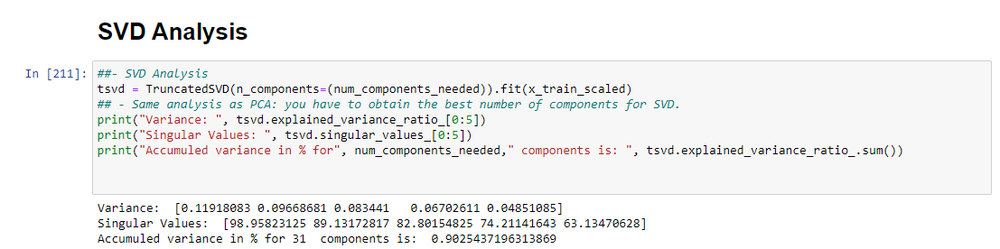 SVD Analysis
In [211]: ##- SVD Analysis
tsvd = TruncatedSVD(n_components=(num_components_needed)).fit(x_train_scaled)
## - Same analysis as PCA: you have to obtain the best number of components for SVD.
print("Variance: ", tsvd.explained_variance_ratio_[0:5])
print("Singular Values: ", tsvd.singular_values_[0:5])
print("Accumuled variance in % for", num_components_needed," components is: ", tsvd.explained_variance_ratio_.sum())
Variance:  [0.11918083 0.09668681 0.083441   0.06702611 0.04851085]
Singular Values:  [98.95823125 89.13172817 82.80154825 74.21141643 63.13470628]
Accumuled variance in % for 31  components is:  0.9025437196313869